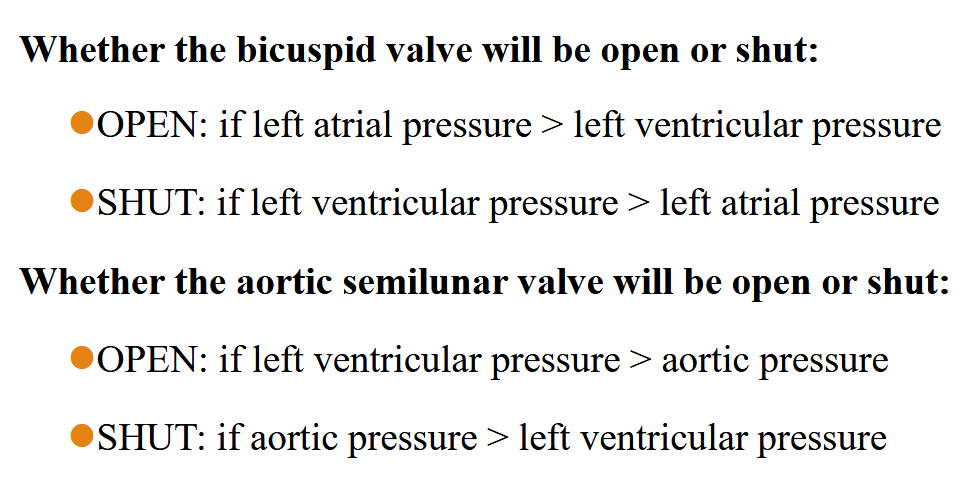 Whether the bicuspid valve will be open or shut:
●OPEN: if left atrial pressure > left ventricular pressure
●SHUT: if left ventricular pressure > left atrial pressure
Whether the aortic semilunar valve will be open or shut:
●OPEN: if left ventricular pressure > aortic pressure
●SHUT: if aortic pressure > left ventricular pressure